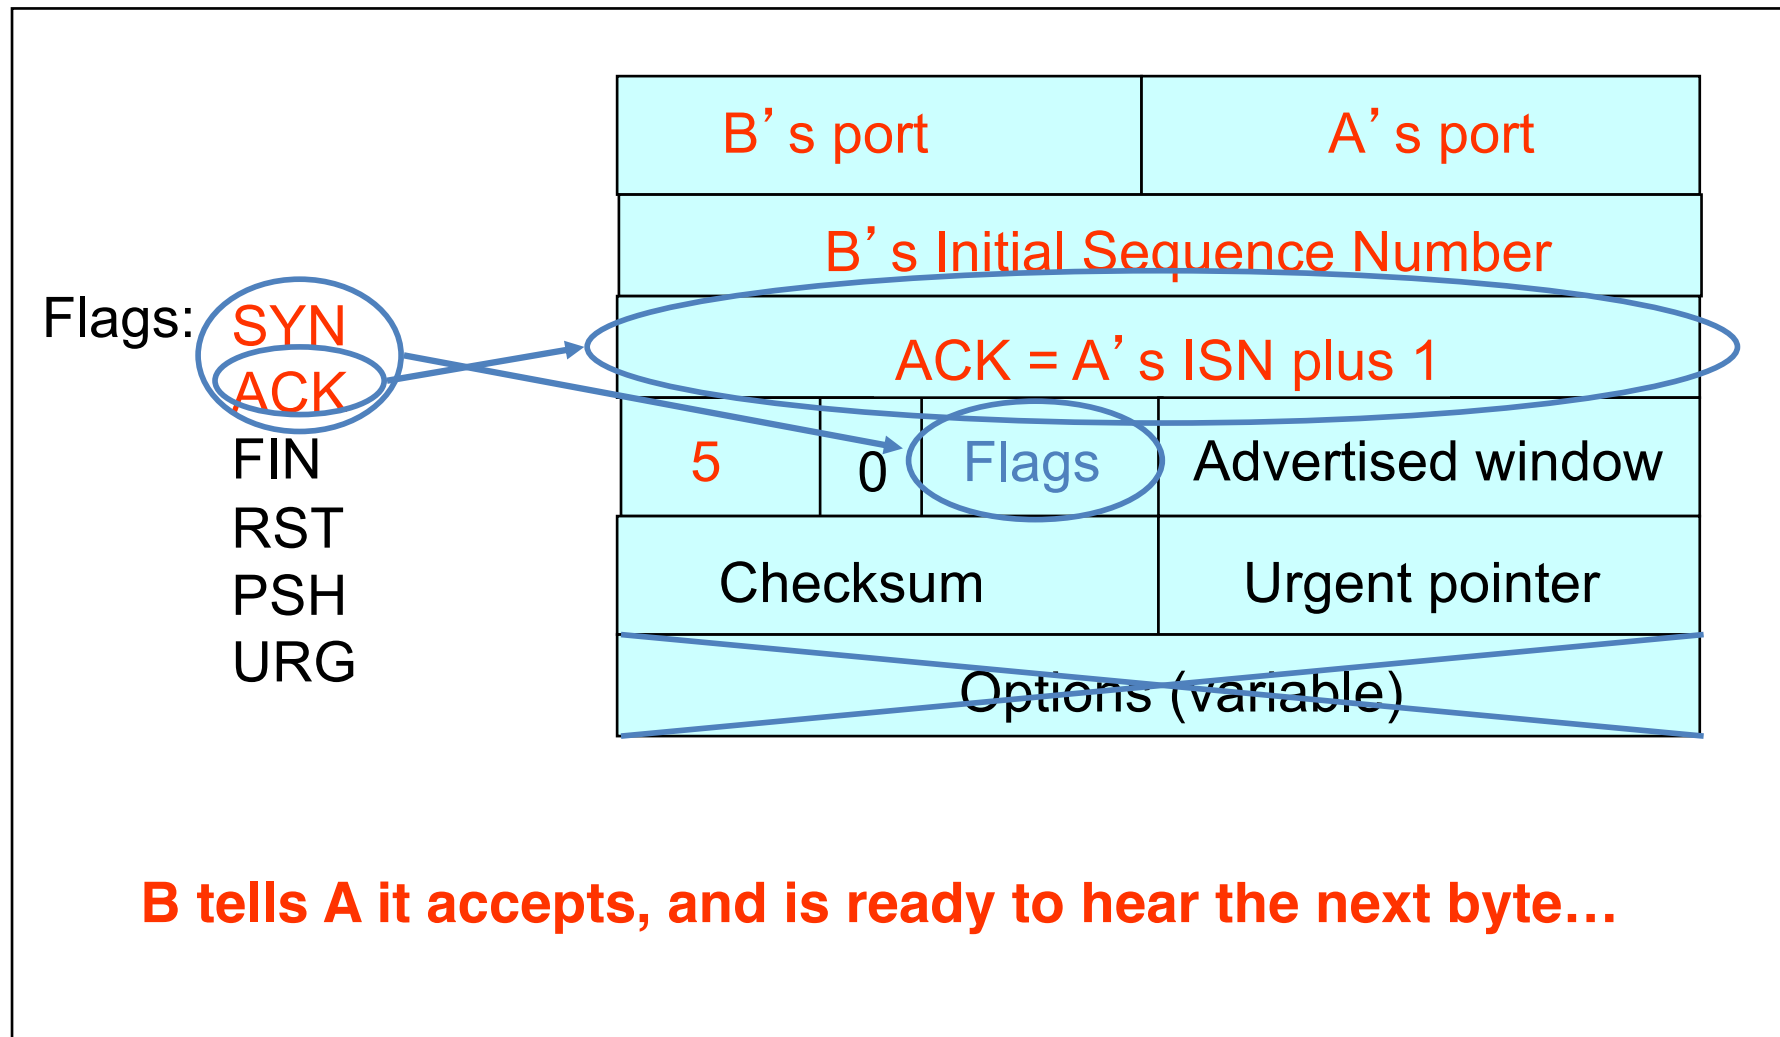 B's port A's port
B's Initial Sequence Number
Flags: SYN
ACK = A's ISN plus 1
ACK
FIN
5 0 Flags Advertised window
RST
PSH
Checksum Urgent pointer
URG
Options (variable)
B tells A it accepts, and is ready to hear the next byte…